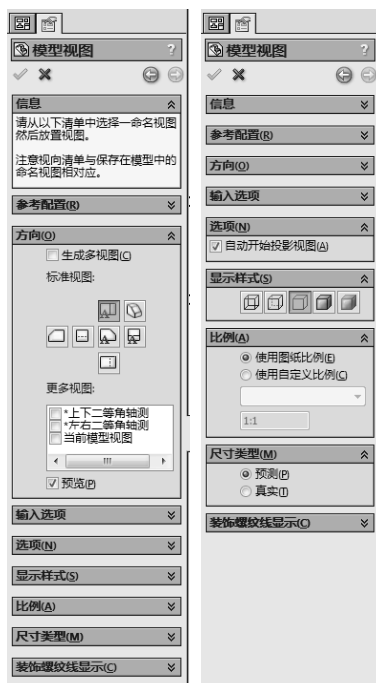 模型视图 ?
信息
请从以下清单中选择一命名视图
然后放置视图。
注意视向清单与保存在模型中的
命名视图相对应。
参考配置(R)
方向(O)
生成多视图(C)
标准视图:
更多视图:
*上下二等角轴测
*左右二等角轴测
当前模型视图
预览(P)
输入选项
选项(N)
显示样式(S)
比例(A)
尺寸类型(M)
装饰螺纹线显示(C)
模型视图 ?
信息
参考配置(R)
方向(O)
输入选项
选项(N)
自动开始投影视图(A)
显示样式(S)
比例(A)
使用图纸比例(E)
使用自定义比例(C)
1:1
尺寸类型(M)
预测(P)
真实(T)
装饰螺纹线显示(C)